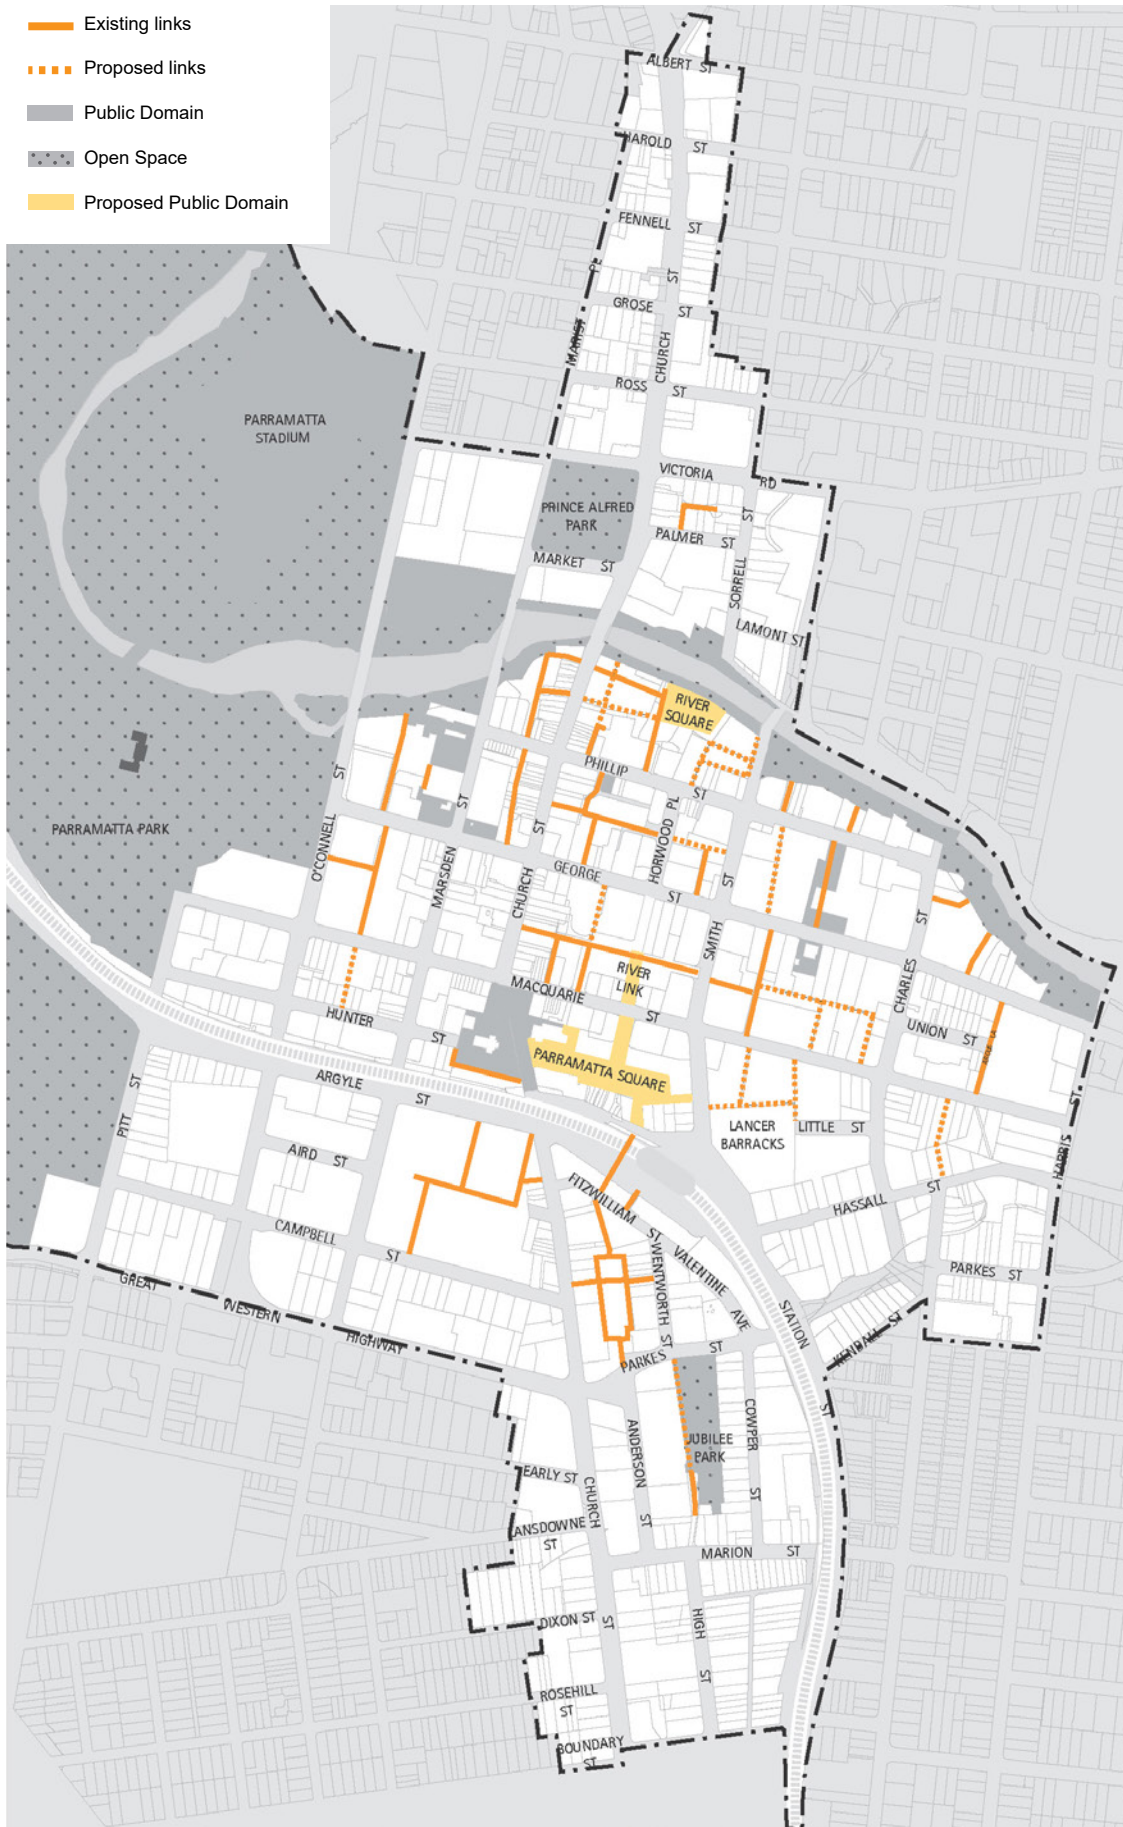 Existing links
Proposed links
Public Domain
Open Space
Proposed Public Domain
ALBERT ST
HAROLD ST
FENNELL ST
PL
ST
GROSE ST
MARIST
CHURCH
ROSS ST
PARRAMATTA
STADIUM
VICTORIA RD
PRINCE ALFRED
PARK
ST
PALMER ST
MARKET ST
SORRELL
LAMONT ST
RIVER
SQUARE
PHILLIP ST
ST
ST
PL
PARRAMATTA PARK
O'CONNELL
ST
HORWOOD
MARSDEN
GEORGE ST
ST
CHURCH
SMITH
ST
CHARLES
RIVER
LINK
MACQUARIE ST
HUNTER ST
UNION ST
PARRAMATTA SQUARE
ARGYLE ST
ST
PITT
ST
HARRIS
LANCER
BARRACKS
LITTLE ST
AIRD ST
FITZWILLIAM ST
HASSALL ST
CAMPBELL ST
WENTWORTH ST
VALENTINE AVE
PARKES ST
GREAT WESTERN HIGHWAY
STATION ST
KENDALL ST
PARKES ST
ANDERSON ST
JUBILEE
PARK
COWPER ST
EARLY ST
CHURCH ST
LANSDOWNE
ST
MARION ST
DIXON ST
HIGH ST
ROSEHILL
ST
BOUNDARY
ST